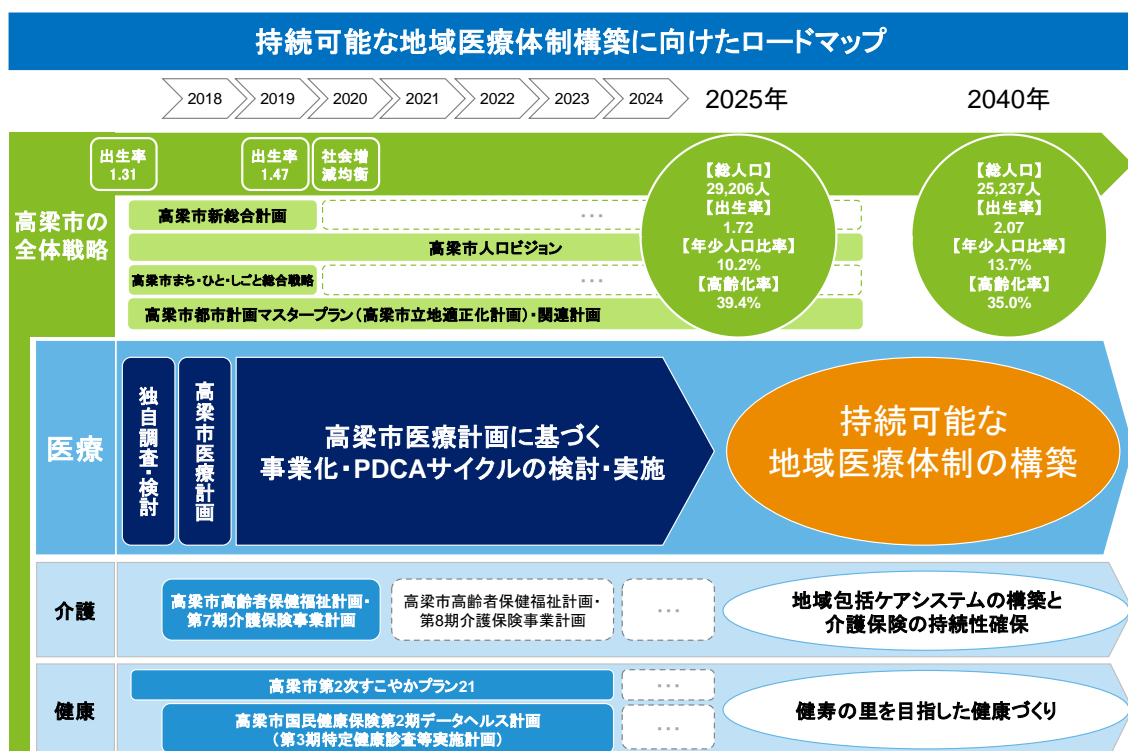 持続可能な地域医療体制構築に向けたロードマップ
2018
2019
2020
2021
2022
2023
2024
2025年
2040年
高梁市の
全体戦略
出生率
1.31
出生率
1.47
社会増
減均衡
高梁市新総合計画
･･･
高梁市人口ビジョン
高梁市まち・ひと・しごと総合戦略
･･･
高梁市都市計画マスタープラン（高梁市立地適正化計画）・関連計画
【総人口】
29,206人
【出生率】
1.72
【年少人口比率】
10.2%
【高齢化率】
39.4%
【総人口】
25,237人
【出生率】
2.07
【年少人口比率】
13.7%
【高齢化率】
35.0%
医療
独自調査・検討
高梁市医療計画
高梁市医療計画に基づく
事業化・PDCAサイクルの検討・実施
持続可能な
地域医療体制の構築
介護
高梁市高齢者保健福祉計画・
第7期介護保険事業計画
高梁市高齢者保健福祉計画・
第8期介護保険事業計画
･･･
地域包括ケアシステムの構築と
介護保険の持続性確保
健康
高梁市第2次すこやかプラン21
･･･
高梁市国民健康保険第2期データヘルス計画
（第3期特定健康診査等実施計画）
･･･
健寿の里を目指した健康づくり